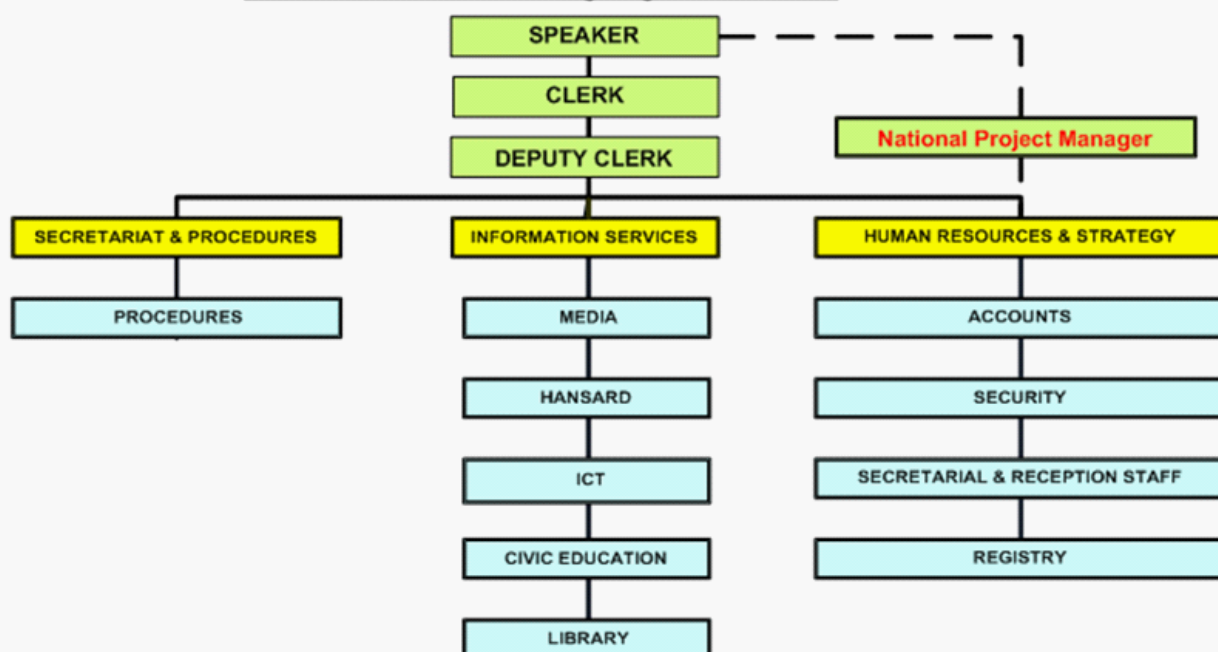 SPEAKER
CLERK
DEPUTY CLERK
National Project Manager
SECRETARIAT & PROCEDURES
INFORMATION SERVICES
HUMAN RESOURCES & STRATEGY
PROCEDURES
MEDIA
ACCOUNTS
HANSARD
SECURITY
ICT
SECRETARIAL & RECEPTION STAFF
CIVIC EDUCATION
REGISTRY
LIBRARY